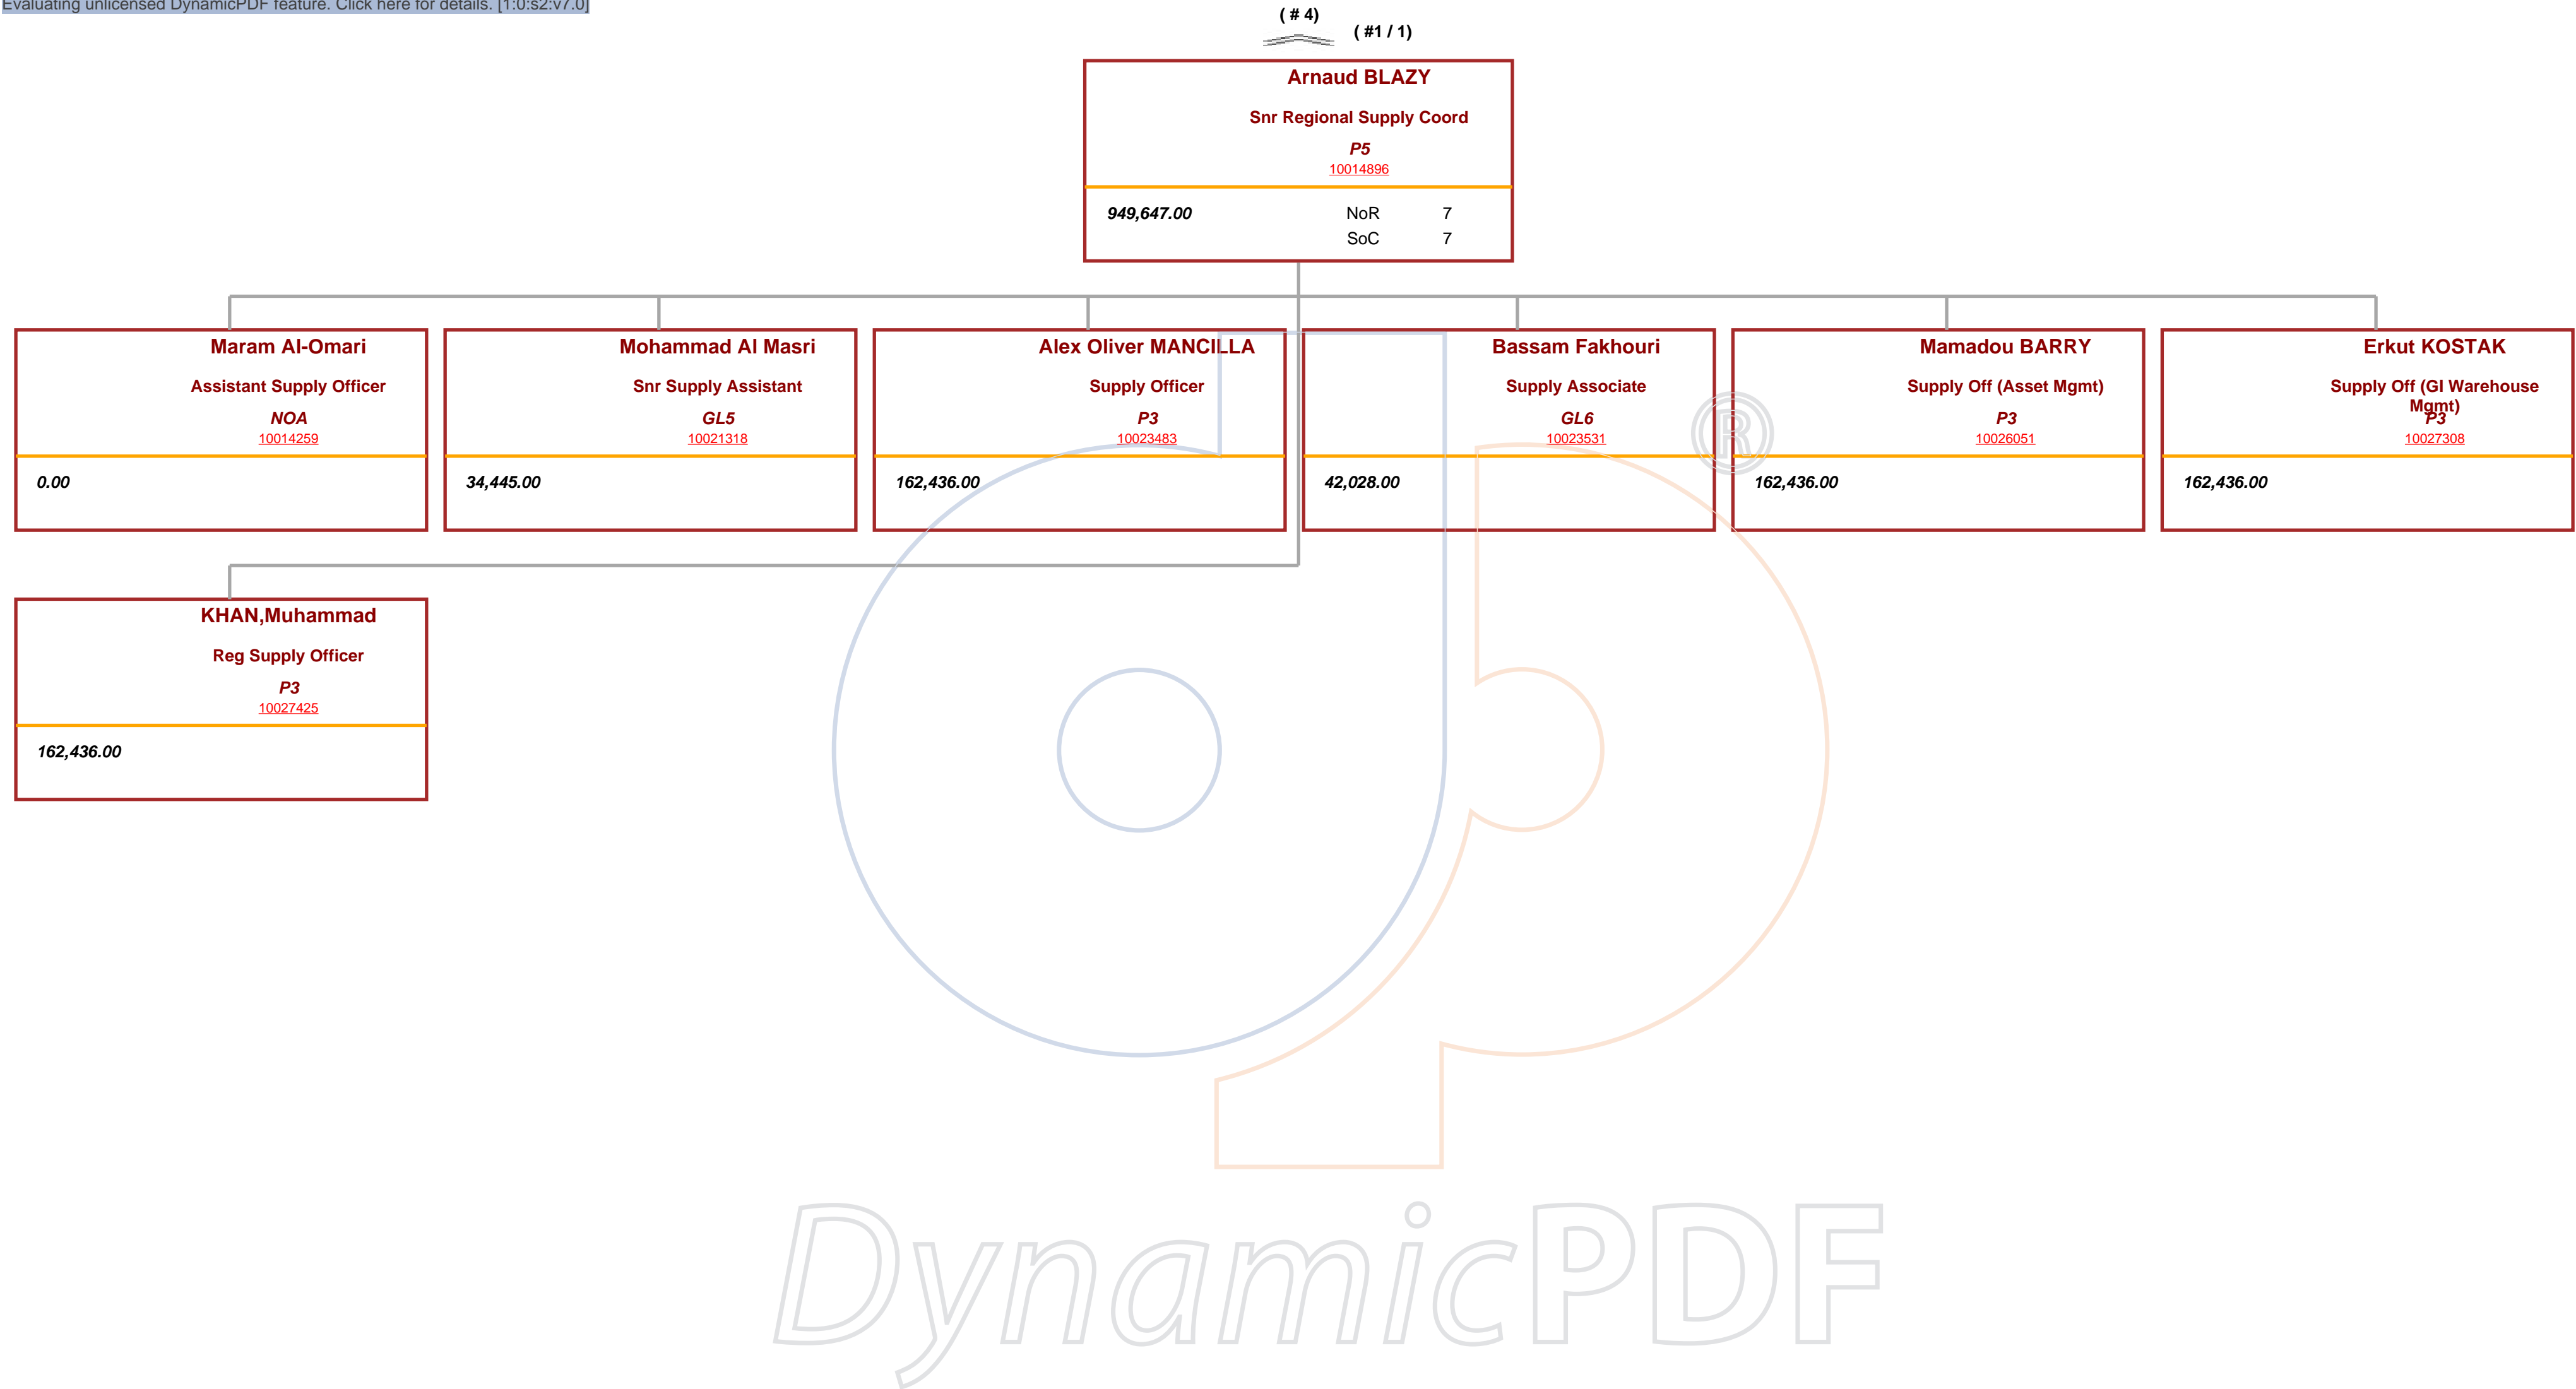 Evaluating unlicensed DynamicPDF feature. Click here for details. [1:0:s2:v7.0]
( # 4)
( #1 / 1)
Arnaud BLAZY
Snr Regional Supply Coord
P5
10014896
949,647.00 NoR 7
SoC 7
Maram Al-Omari
Assistant Supply Officer
NOA
10014259
0.00
Mohammad Al Masri
Snr Supply Assistant
GL5
10021318
34,445.00
Alex Oliver MANCILLA
Supply Officer
P3
10023483
162,436.00
Bassam Fakhouri
Supply Associate
GL6
10023531
42,028.00
Mamadou BARRY
Supply Off (Asset Mgmt)
P3
10026051
162,436.00
Erkut KOSTAK
Supply Off (GI Warehouse
Mgmt)
P3
10027308
162,436.00
KHAN,Muhammad
Reg Supply Officer
P3
10027425
162,436.00
®
DynamicPDF